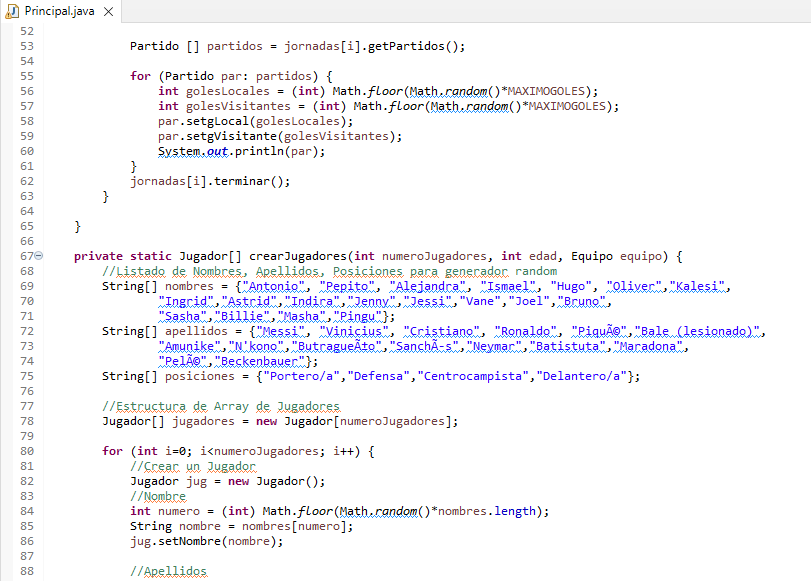 Principal.java
52
53 Partido [] partidos = jornadas[i].getPartidos();
54
55 for (Partido par: partidos) {
56 int golesLocales = (int) Math.floor(Math.random()*MAXIMOGOLES);
57 int golesVisitantes = (int) Math.floor(Math.random()*MAXIMOGOLES);
58 par.setgLocal(golesLocales);
59 par.setgVisitante(golesVisitantes);
60 System.out.println(par);
61 }
62 jornadas[i].terminar();
63 }
64
65 }
66
67 private static Jugador[] crearJugadores(int numeroJugadores, int edad, Equipo equipo) {
68 //Listado de Nombres, Apellidos, Posiciones para generador random
69 String[] nombres = {"Antonio", "Pepito", "Alejandra", "Ismael", "Hugo", "Oliver","Kalesi",
70 "Ingrid","Astrid","Indira","Jenny","Jessi","Vane","Joel","Bruno",
71 "Sasha","Billie","Masha","Pingu"};
72 String[] apellidos = {"Messi", "Vinicius", "Cristiano", "Ronaldo", "PiquÃ©","Bale (lesionado)",
73 "Amunike","N'kono","ButragueÃ±o","SanchÃ­s","Neymar","Batistuta","Maradona",
74 "PelÃ©","Beckenbauer"};
75 String[] posiciones = {"Portero/a","Defensa","Centrocampista","Delantero/a"};
76
77 //Estructura de Array de Jugadores
78 Jugador[] jugadores = new Jugador[numeroJugadores];
79
80 for (int i=0; i<numeroJugadores; i++) {
81 //Crear un Jugador
82 Jugador jug = new Jugador();
83 //Nombre
84 int numero = (int) Math.floor(Math.random()*nombres.length);
85 String nombre = nombres[numero];
86 jug.setNombre(nombre);
87
88 //Apellidos